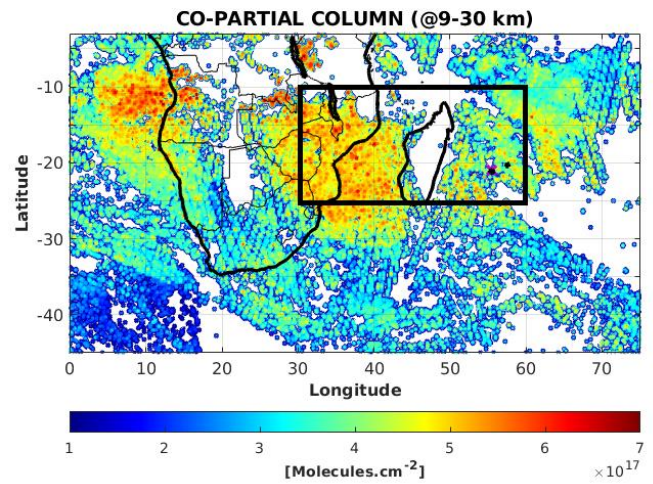 CO-PARTIAL COLUMN (@9-30 km)
-10
-20
-30
-40
Latitude
0 10 20 30 40 50 60 70
Longitude
1 2 3 4 5 6 7
[Molecules.cm⁻²]
×10¹⁷